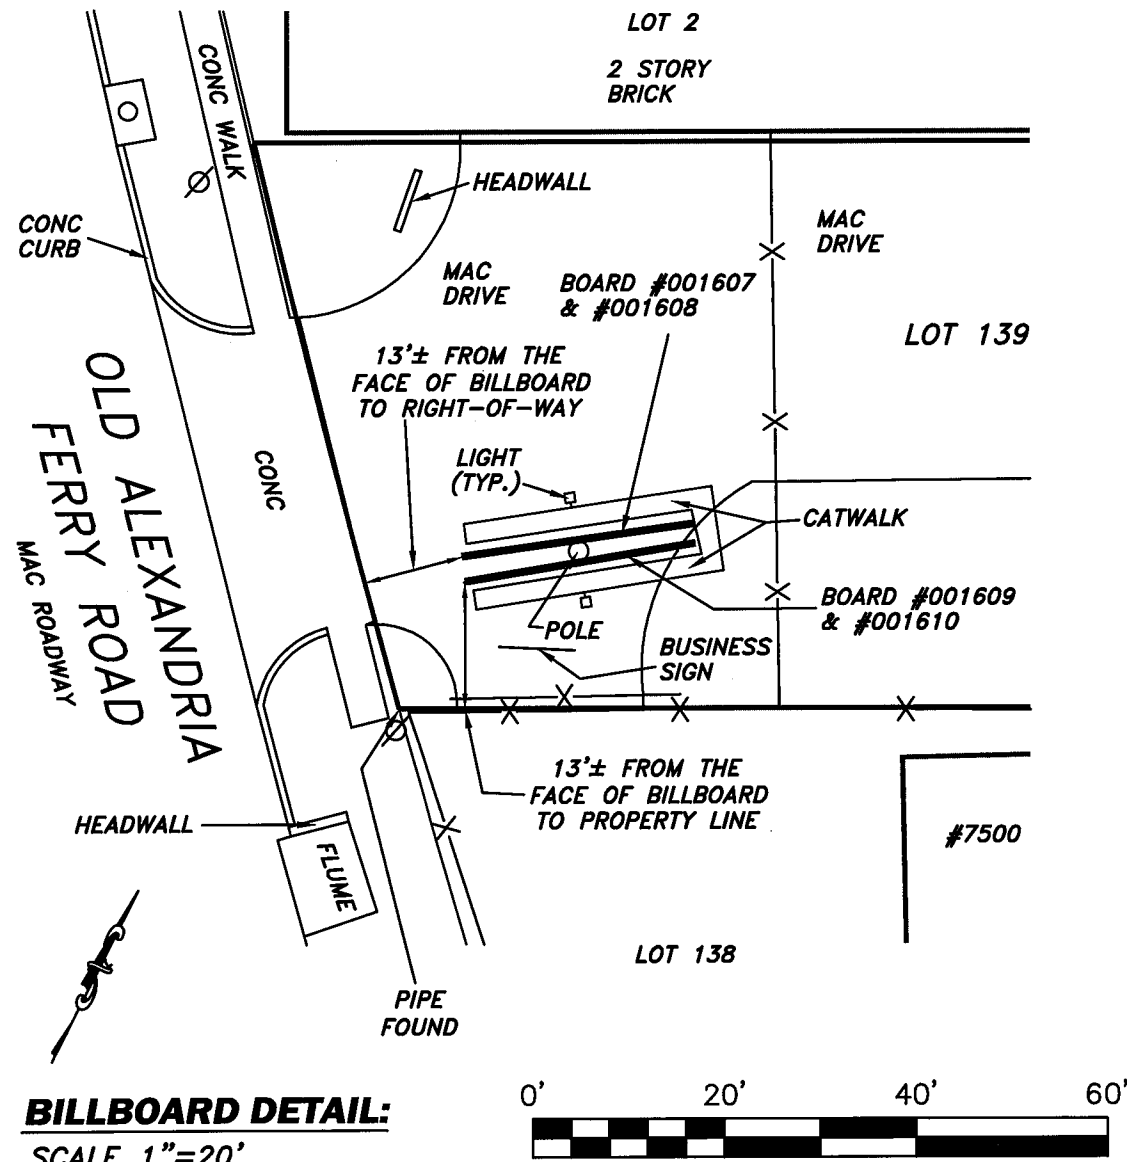 LOT 2
2 STORY
BRICK
CONC WALK
HEADWALL
CONC
CURB
MAC
DRIVE
MAC
DRIVE
BOARD #001607
& #001608
LOT 139
13'± FROM THE
FACE OF BILLBOARD
TO RIGHT-OF-WAY
OLD ALEXANDRIA
FERRY ROAD
MAC ROADWAY
CONC
LIGHT
(TYP.)
CATWALK
BOARD #001609
& #001610
POLE
BUSINESS
SIGN
13'± FROM THE
FACE OF BILLBOARD
TO PROPERTY LINE
HEADWALL
#7500
FLUME
LOT 138
PIPE
FOUND
BILLBOARD DETAIL:
SCALE 1"=20'
0' 20' 40' 60'